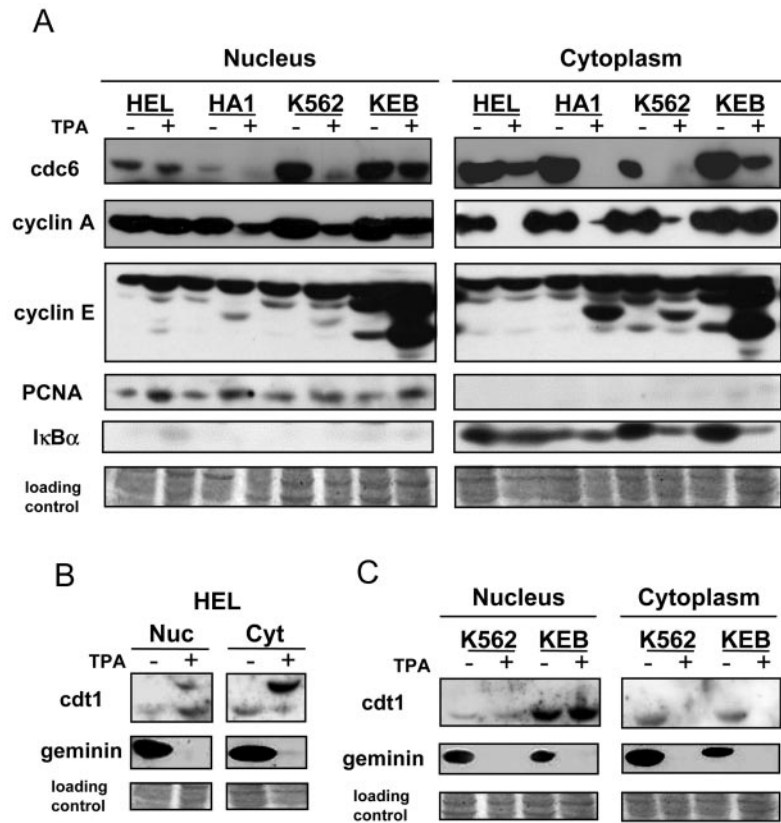 A
Nucleus Cytoplasm
HEL HA1 K562 KEB HEL HA1 K562 KEB
TPA - + - + - + - + - + - + - + - +
cdc6
cyclin A
cyclin E
PCNA
IκBα
loading
control
B
HEL
Nuc Cyt
TPA - + - +
cdt1
geminin
loading
control
C
Nucleus Cytoplasm
K562 KEB K562 KEB
TPA - + - + - + - +
cdt1
geminin
loading
control